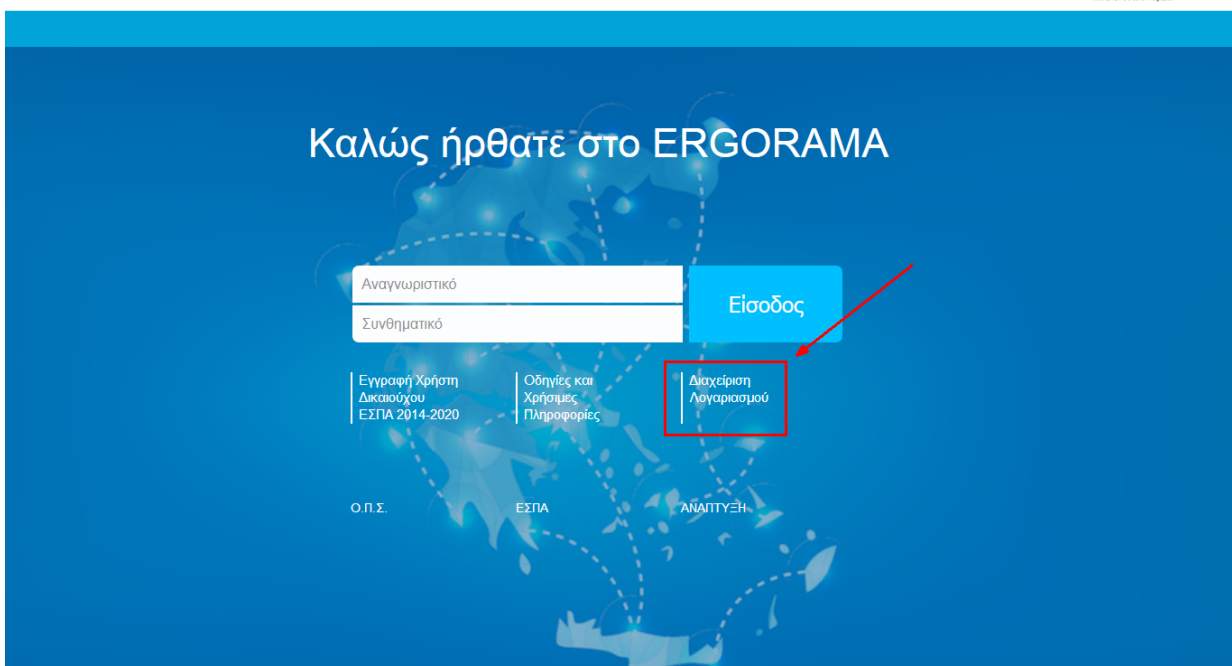 Καλώς ήρθατε στο ERGORAMA
Αναγνωριστικό
Συνθηματικό
Είσοδος
Εγγραφή Χρήστη
Δικαιούχου
ΕΣΠΑ 2014-2020
Οδηγίες και
Χρήσιμες
Πληροφορίες
Διαχείριση
Λογαριασμού
Ο.Π.Σ.
ΕΣΠΑ
ΑΝΑΠΤΥΞΗ